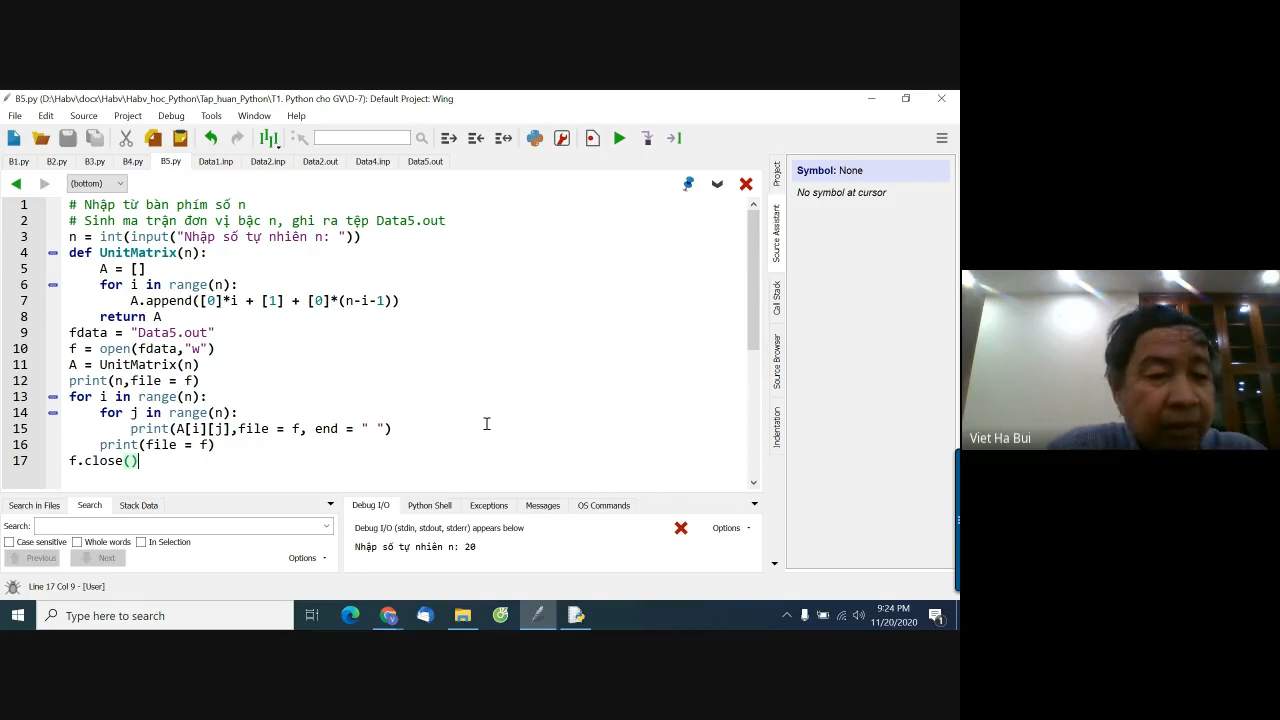 B5.py (D:\Habv\docx\Habv\Habv_hoc_Python\Tap_huan_Python\T1. Python cho GV\D-7): Default Project: Wing
File Edit Source Project Debug Tools Window Help
B1.py B2.py B3.py B4.py B5.py Data1.inp Data2.inp Data2.out Data4.inp Data5.out
(bottom)
1 # Nhập từ bàn phím số n
2 # Sinh ma trận đơn vị bậc n, ghi ra tệp Data5.out
3 n = int(input("Nhập số tự nhiên n: "))
4 def UnitMatrix(n):
5 A = []
6 for i in range(n):
7 A.append([0]*i + [1] + [0]*(n-i-1))
8 return A
9 fdata = "Data5.out"
10 f = open(fdata,"w")
11 A = UnitMatrix(n)
12 print(n,file = f)
13 for i in range(n):
14 for j in range(n):
15 print(A[i][j],file = f, end = " ")
16 print(file = f)
17 f.close()
Project
Source Assistant
Call Stack
Source Browser
Indentation
Symbol: None
No symbol at cursor
Viet Ha Bui
Search in Files Search Stack Data
Search:
Case sensitive Whole words In Selection
Previous Next Options
Debug I/O Python Shell Exceptions Messages OS Commands
Debug I/O (stdin, stdout, stderr) appears below Options
Nhập số tự nhiên n: 20
Line 17 Col 9 - [User]
Type here to search
9:24 PM
11/20/2020
1